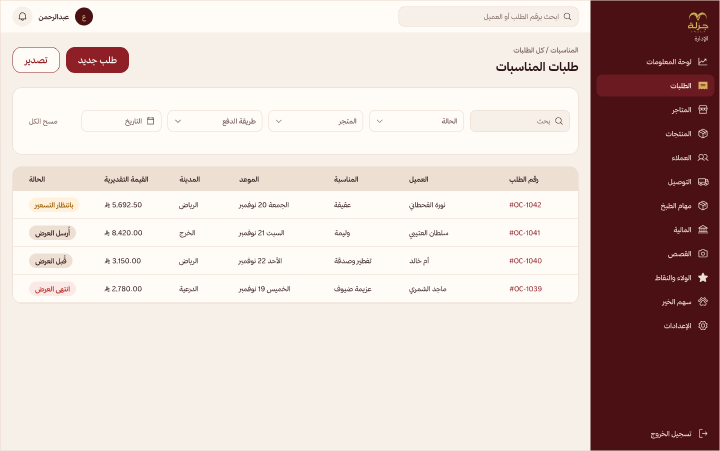 جزلة
الإدارة
لوحة المعلومات
الطلبات
المتاجر
المنتجات
العملاء
التوصيل
مهام الطبخ
المالية
القصص
الولاء والنقاط
سهم الخير
الإعدادات
تسجيل الخروج
ابحث برقم الطلب أو العميل
ع عبدالرحمن
المناسبات / كل الطلبات
طلبات المناسبات
طلب جديد تصدير
بحث الحالة المتجر طريقة الدفع التاريخ مسح الكل
رقم الطلب العميل المناسبة الموعد المدينة القيمة التقديرية الحالة
#OC-1042 نورة القحطاني عقيقة الجمعة 20 نوفمبر الرياض 5,692.50 بانتظار التسعير
#OC-1041 سلطان العتيبي وليمة السبت 21 نوفمبر الخرج 8,420.00 أُرسل العرض
#OC-1040 أم خالد تفطير وصدقة الأحد 22 نوفمبر الرياض 3,150.00 قُبل العرض
#OC-1039 ماجد الشمري عزيمة ضيوف الخميس 19 نوفمبر الدرعية 2,780.00 انتهى العرض